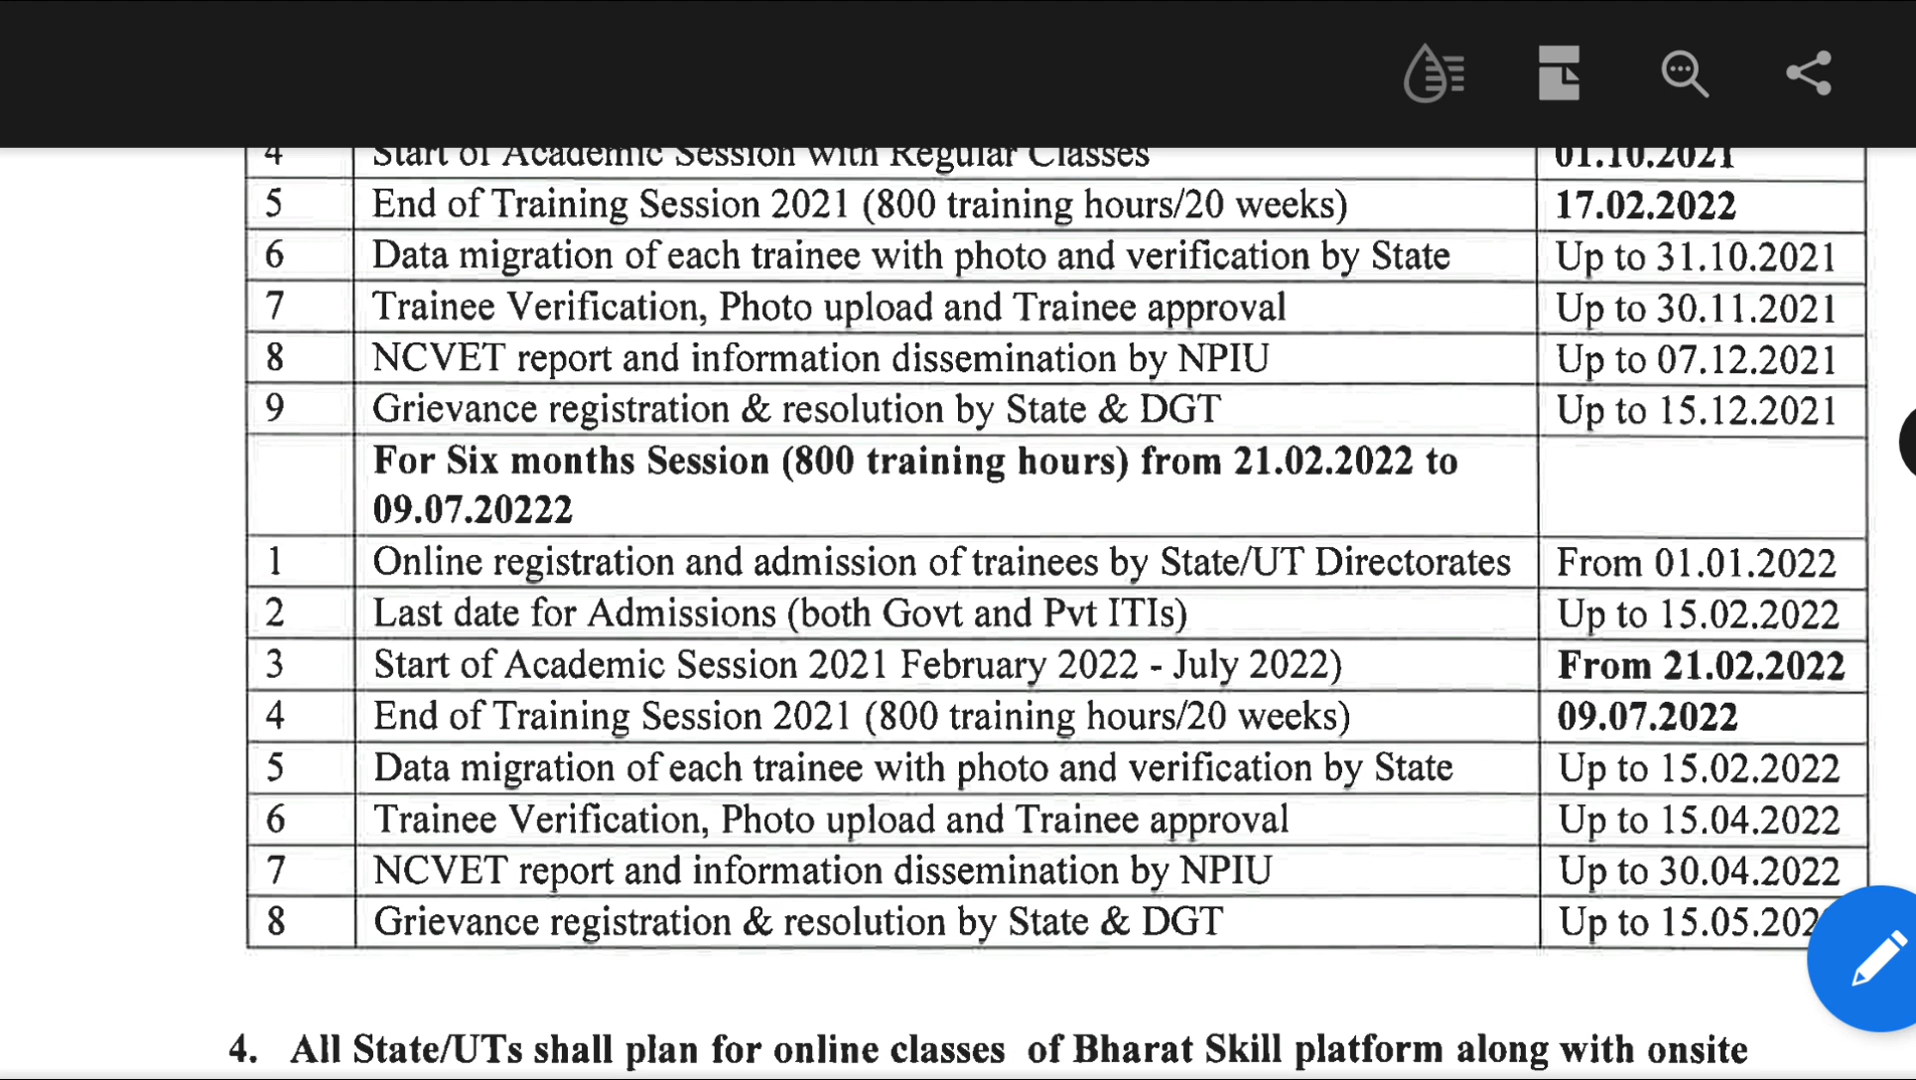 4 Start of Academic Session with Regular Classes 01.10.2021
5 End of Training Session 2021 (800 training hours/20 weeks) 17.02.2022
6 Data migration of each trainee with photo and verification by State Up to 31.10.2021
7 Trainee Verification, Photo upload and Trainee approval Up to 30.11.2021
8 NCVET report and information dissemination by NPIU Up to 07.12.2021
9 Grievance registration & resolution by State & DGT Up to 15.12.2021
For Six months Session (800 training hours) from 21.02.2022 to
09.07.20222
1 Online registration and admission of trainees by State/UT Directorates From 01.01.2022
2 Last date for Admissions (both Govt and Pvt ITIs) Up to 15.02.2022
3 Start of Academic Session 2021 February 2022 - July 2022) From 21.02.2022
4 End of Training Session 2021 (800 training hours/20 weeks) 09.07.2022
5 Data migration of each trainee with photo and verification by State Up to 15.02.2022
6 Trainee Verification, Photo upload and Trainee approval Up to 15.04.2022
7 NCVET report and information dissemination by NPIU Up to 30.04.2022
8 Grievance registration & resolution by State & DGT Up to
4. All State/UTs shall plan for online classes of Bharat Skill platform along with onsite